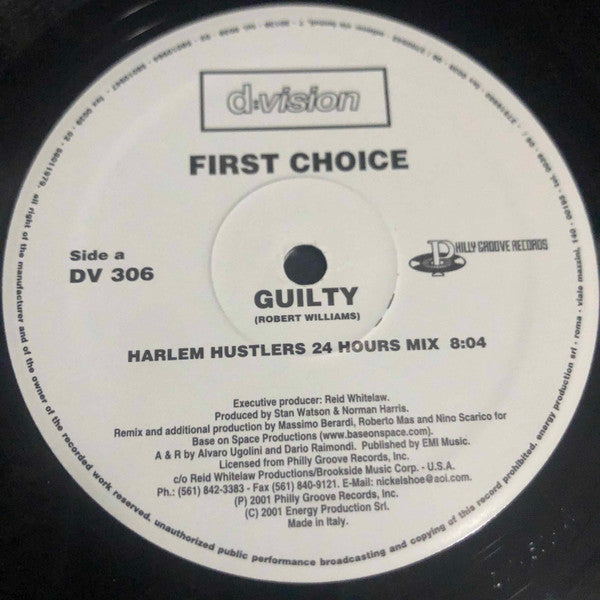 d:vision
FIRST CHOICE
Side a
DV 306
PHILLY GROOVE RECORDS
GUILTY
(ROBERT WILLIAMS)
HARLEM HUSTLERS 24 HOURS MIX 8:04
Executive producer: Reid Whitelaw.
Produced by Stan Watson & Norman Harris.
Remix and additional production by Massimo Berardi, Roberto Mas and Nino Scarico for
Base on Space Productions (www.baseonspace.com).
A & R by Alvaro Ugolini and Dario Raimondi. Published by EMI Music.
Licensed from Philly Groove Records, Inc.
c/o Reid Whitelaw Productions/Brookside Music Corp. - U.S.A.
Ph.: (561) 842-3383 - Fax (561) 840-9121. E-Mail: nickelshoe@aol.com.
(P) 2001 Philly Groove Records, Inc.
(C) 2001 Energy Production Srl.
Made in Italy.
all right of the manufacturer and of the owner of the recorded work reserved. unauthorized public performance broadcasting and copying of this record prohibited. energy production srl - roma - viale mazzini,